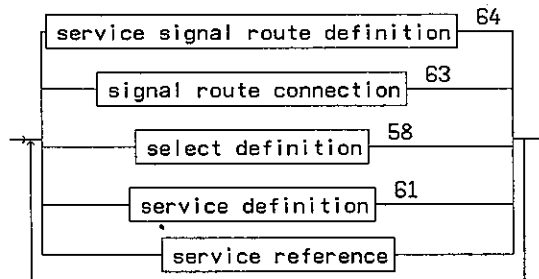 service signal route definition 64
signal route connection 63
select definition 58
service definition 61
service reference